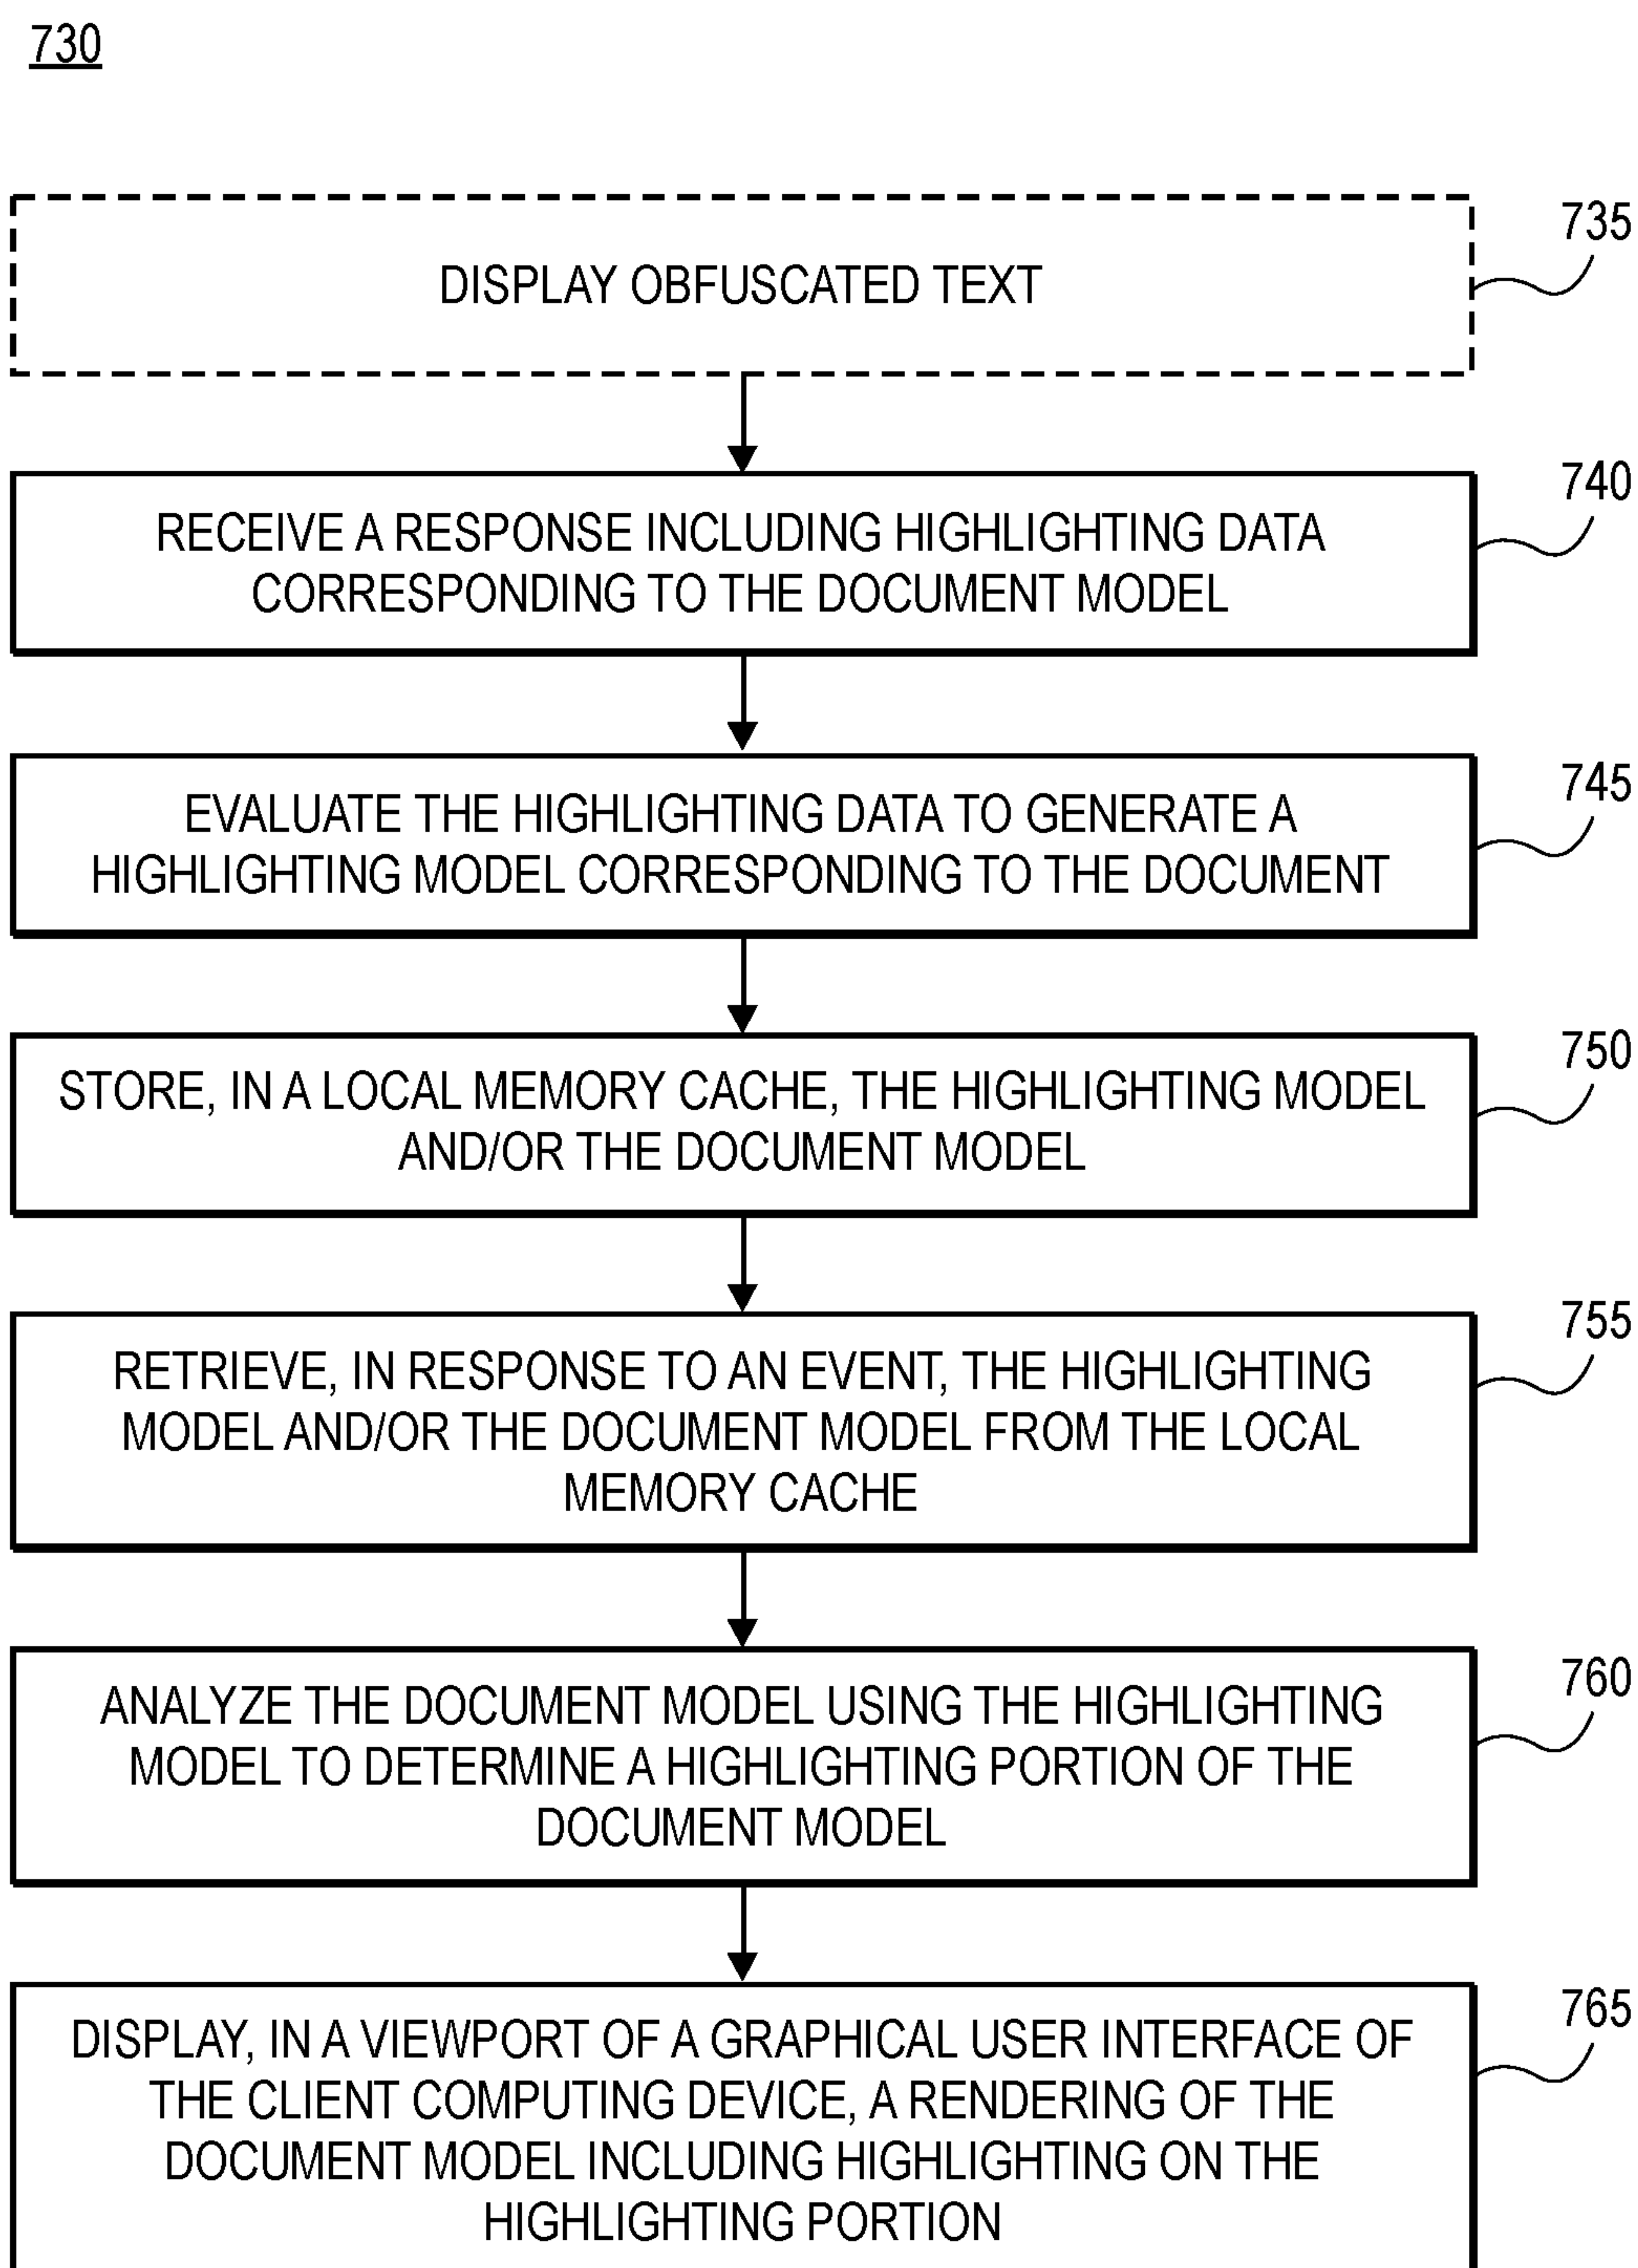 730
735
DISPLAY OBFUSCATED TEXT
740
RECEIVE A RESPONSE INCLUDING HIGHLIGHTING DATA
CORRESPONDING TO THE DOCUMENT MODEL
745
EVALUATE THE HIGHLIGHTING DATA TO GENERATE A
HIGHLIGHTING MODEL CORRESPONDING TO THE DOCUMENT
750
STORE, IN A LOCAL MEMORY CACHE, THE HIGHLIGHTING MODEL
AND/OR THE DOCUMENT MODEL
755
RETRIEVE, IN RESPONSE TO AN EVENT, THE HIGHLIGHTING
MODEL AND/OR THE DOCUMENT MODEL FROM THE LOCAL
MEMORY CACHE
760
ANALYZE THE DOCUMENT MODEL USING THE HIGHLIGHTING
MODEL TO DETERMINE A HIGHLIGHTING PORTION OF THE
DOCUMENT MODEL
765
DISPLAY, IN A VIEWPORT OF A GRAPHICAL USER INTERFACE OF
THE CLIENT COMPUTING DEVICE, A RENDERING OF THE
DOCUMENT MODEL INCLUDING HIGHLIGHTING ON THE
HIGHLIGHTING PORTION